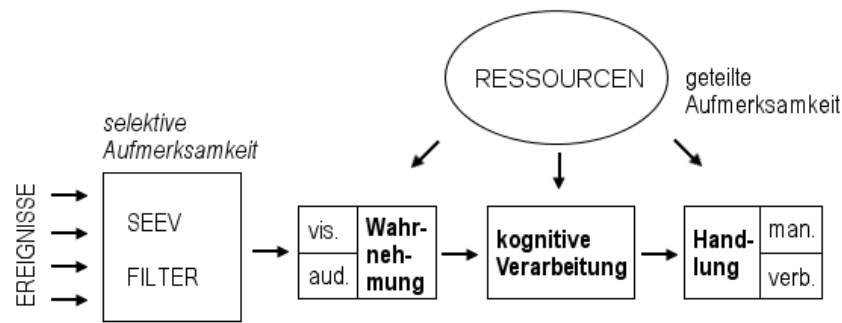 RESSOURCEN
geteilte
Aufmerksamkeit
selektive
Aufmerksamkeit
EREIGNISSE
SEEV
FILTER
vis.
aud.
Wahr-
neh-
mung
kognitive
Verarbeitung
Hand-
lung
man.
verb.